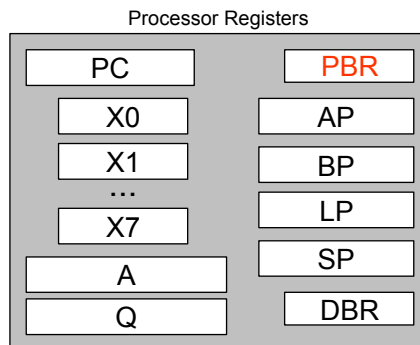 Processor Registers
PC
X0
X1
...
X7
A
Q
PBR
AP
BP
LP
SP
DBR